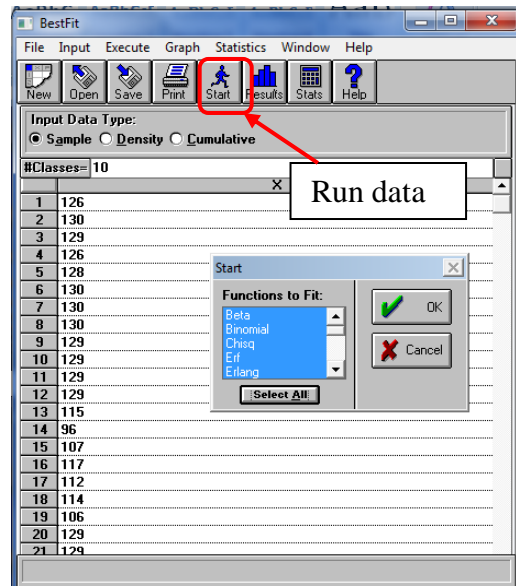 BestFit
File Input Execute Graph Statistics Window Help
New Open Save Print Start Results Stats Help
Input Data Type:
Sample Density Cumulative
#Classes= 10
X
Run data
1 126
2 130
3 129
4 126
5 128
6 130
7 130
8 130
9 129
10 129
11 129
12 129
13 115
14 96
15 107
16 117
17 112
18 114
19 106
20 129
21 129
Start
Functions to Fit:
Beta
Binomial
Chisq
Erf
Erlang
Select All
OK
Cancel